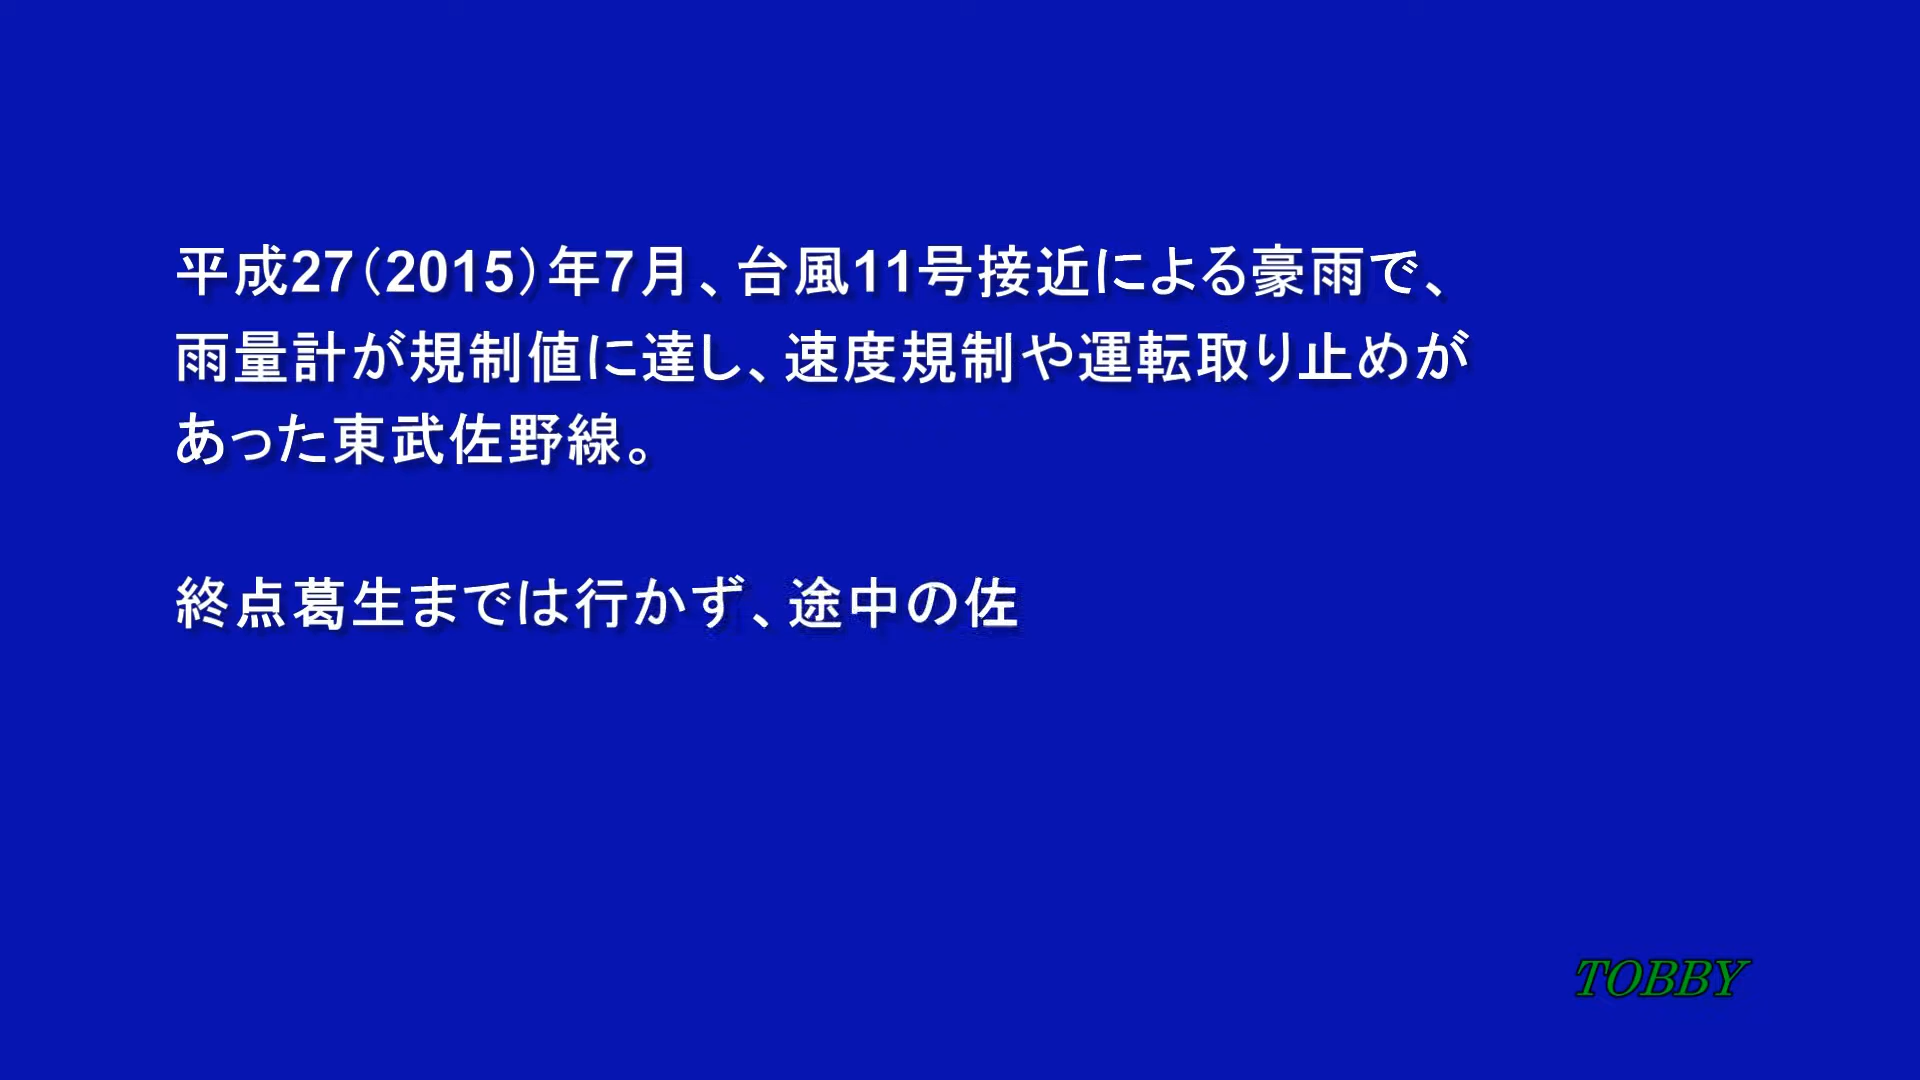 平成27（2015）年7月、台風11号接近による豪雨で、
雨量計が規制値に達し、速度規制や運転取り止めが
あった東武佐野線。
終点葛生までは行かず、途中の佐
TOBBY